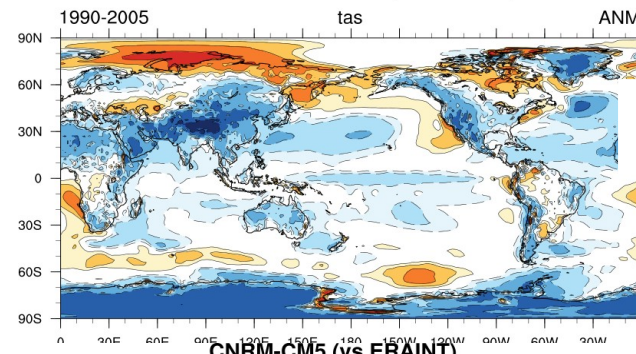 1990-2005 tas ANM
90N
60N
30N
0
30S
60S
90S
0 30E 60E 90E 120E 150E 180 150W 120W 90W 60W 30W
CNRM-CM5 (vs ERAINT)